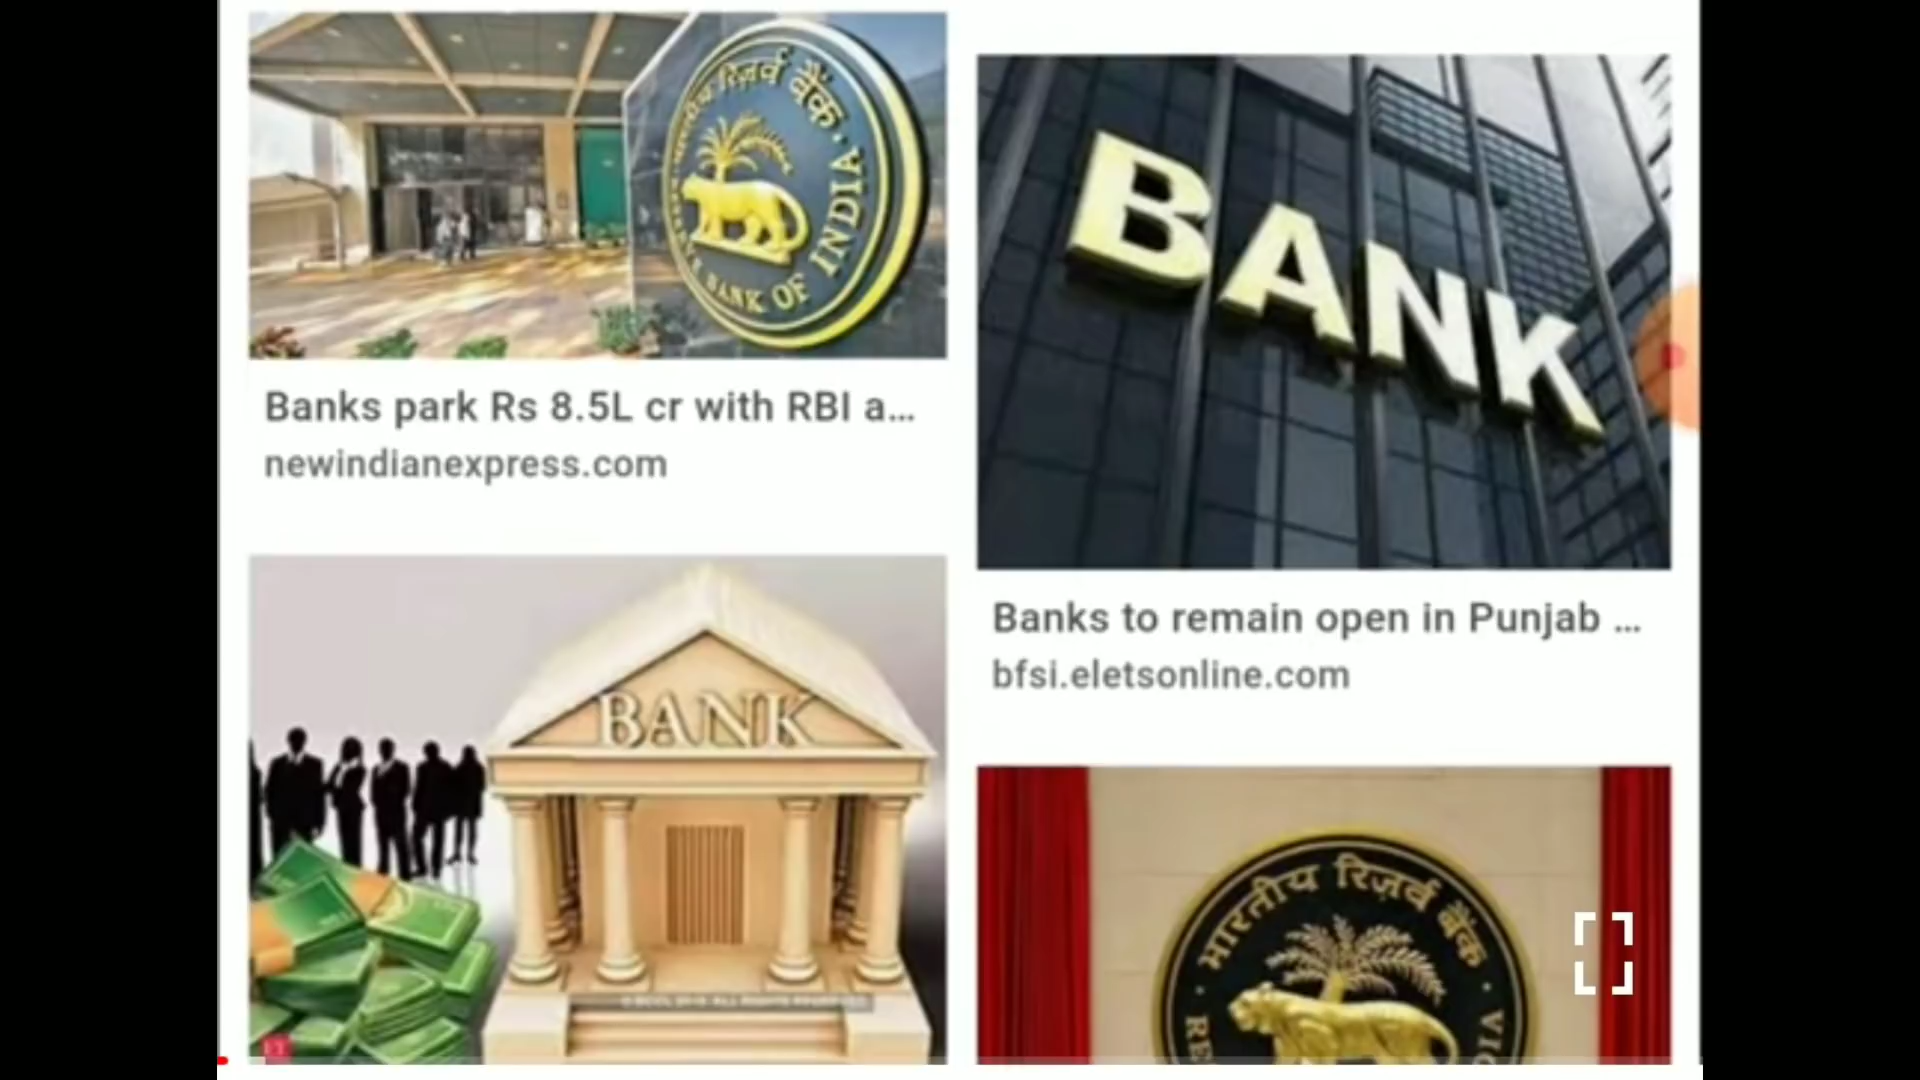 भारतीय रिज़र्व बैंक
BANK OF INDIA
Banks park Rs 8.5L cr with RBI a...
newindianexpress.com
BANK
Banks to remain open in Punjab ...
bfsi.eletsonline.com
BANK
ET
भारतीय रिज़र्व बैंक